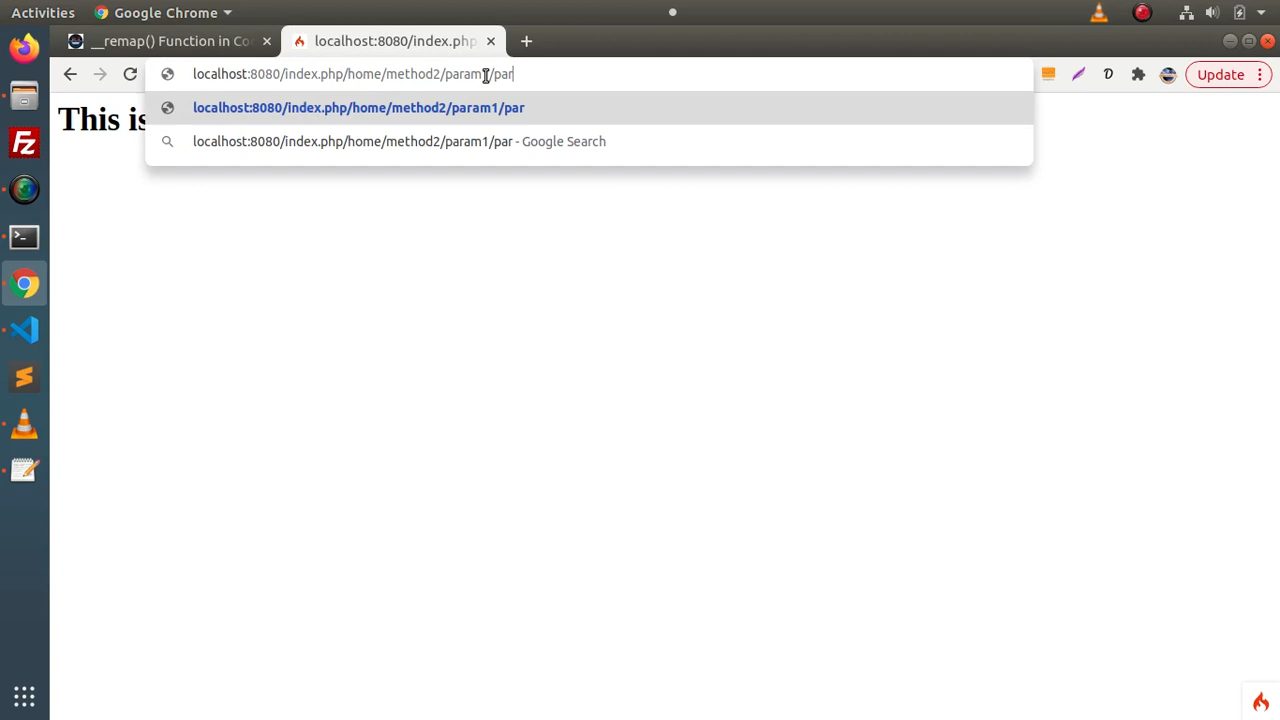 Activities Google Chrome
__remap() Function in Co
localhost:8080/index.php
localhost:8080/index.php/home/method2/param1/par
Update
localhost:8080/index.php/home/method2/param1/par
localhost:8080/index.php/home/method2/param1/par - Google Search
This is